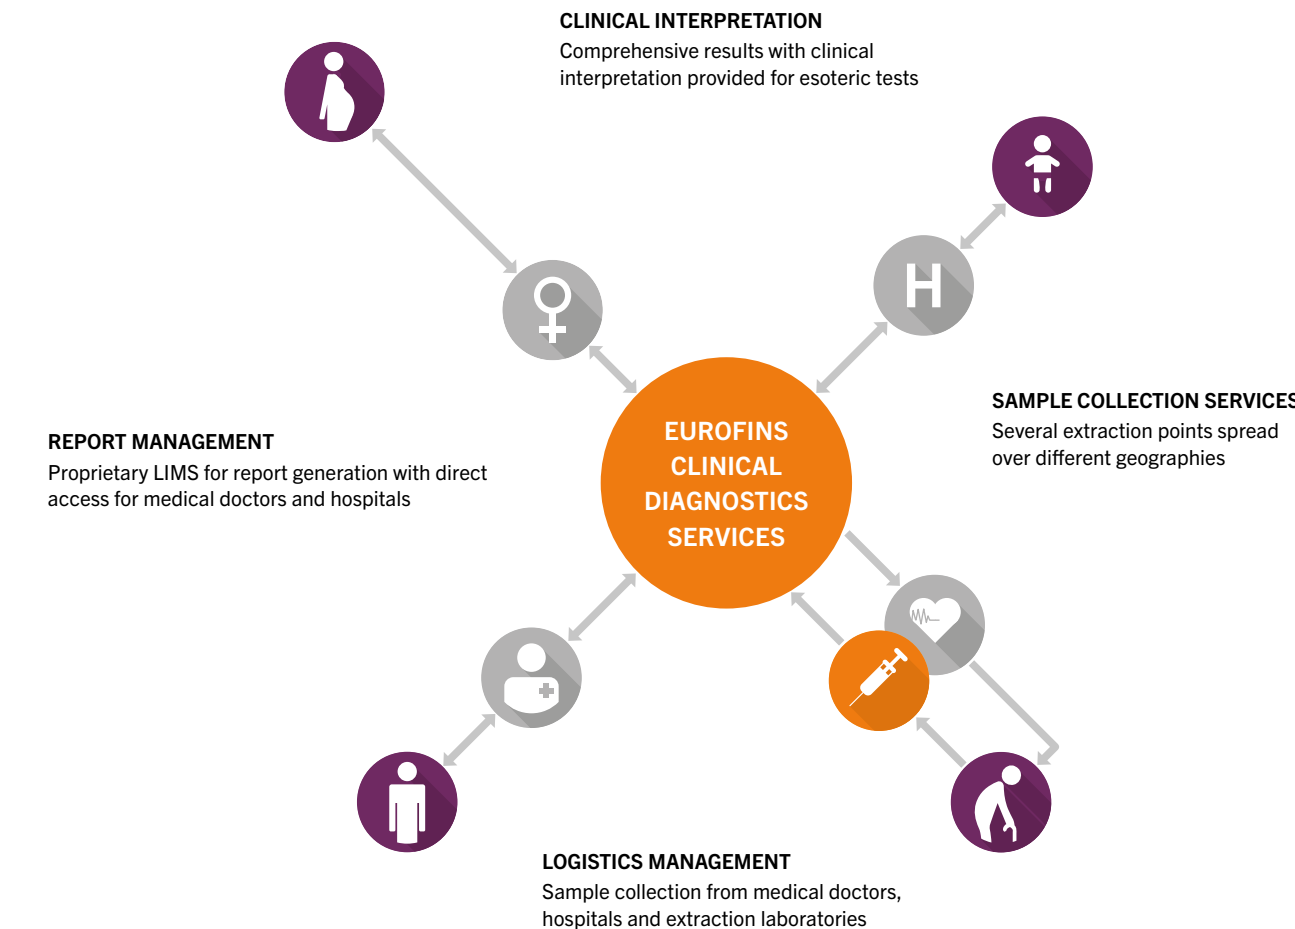 CLINICAL INTERPRETATION
Comprehensive results with clinical
interpretation provided for esoteric tests
H
SAMPLE COLLECTION SERVICES
Several extraction points spread
over different geographies
REPORT MANAGEMENT
Proprietary LIMS for report generation with direct
access for medical doctors and hospitals
EUROFINS
CLINICAL
DIAGNOSTICS
SERVICES
LOGISTICS MANAGEMENT
Sample collection from medical doctors,
hospitals and extraction laboratories